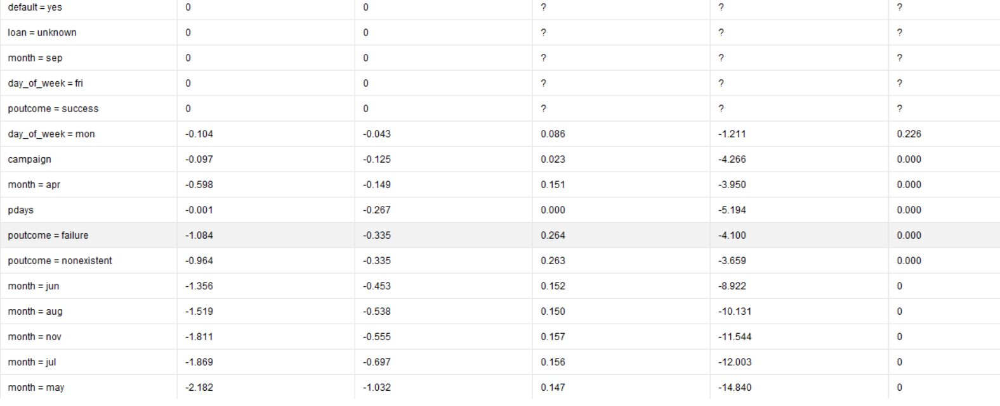 default = yes 0 0 ? ? ?
loan = unknown 0 0 ? ? ?
month = sep 0 0 ? ? ?
day_of_week = fri 0 0 ? ? ?
poutcome = success 0 0 ? ? ?
day_of_week = mon -0.104 -0.043 0.086 -1.211 0.226
campaign -0.097 -0.125 0.023 -4.266 0.000
month = apr -0.598 -0.149 0.151 -3.950 0.000
pdays -0.001 -0.267 0.000 -5.194 0.000
poutcome = failure -1.084 -0.335 0.264 -4.100 0.000
poutcome = nonexistent -0.964 -0.335 0.263 -3.659 0.000
month = jun -1.356 -0.453 0.152 -8.922 0
month = aug -1.519 -0.538 0.150 -10.131 0
month = nov -1.811 -0.555 0.157 -11.544 0
month = jul -1.869 -0.697 0.156 -12.003 0
month = may -2.182 -1.032 0.147 -14.840 0